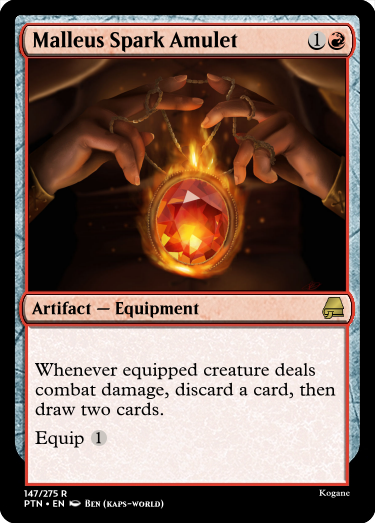 Malleus Spark Amulet 1
Artifact — Equipment
Whenever equipped creature deals
combat damage, discard a card, then
draw two cards.
Equip 1
147/275 R
Kogane
PTN • EN Ben (kaps-world)